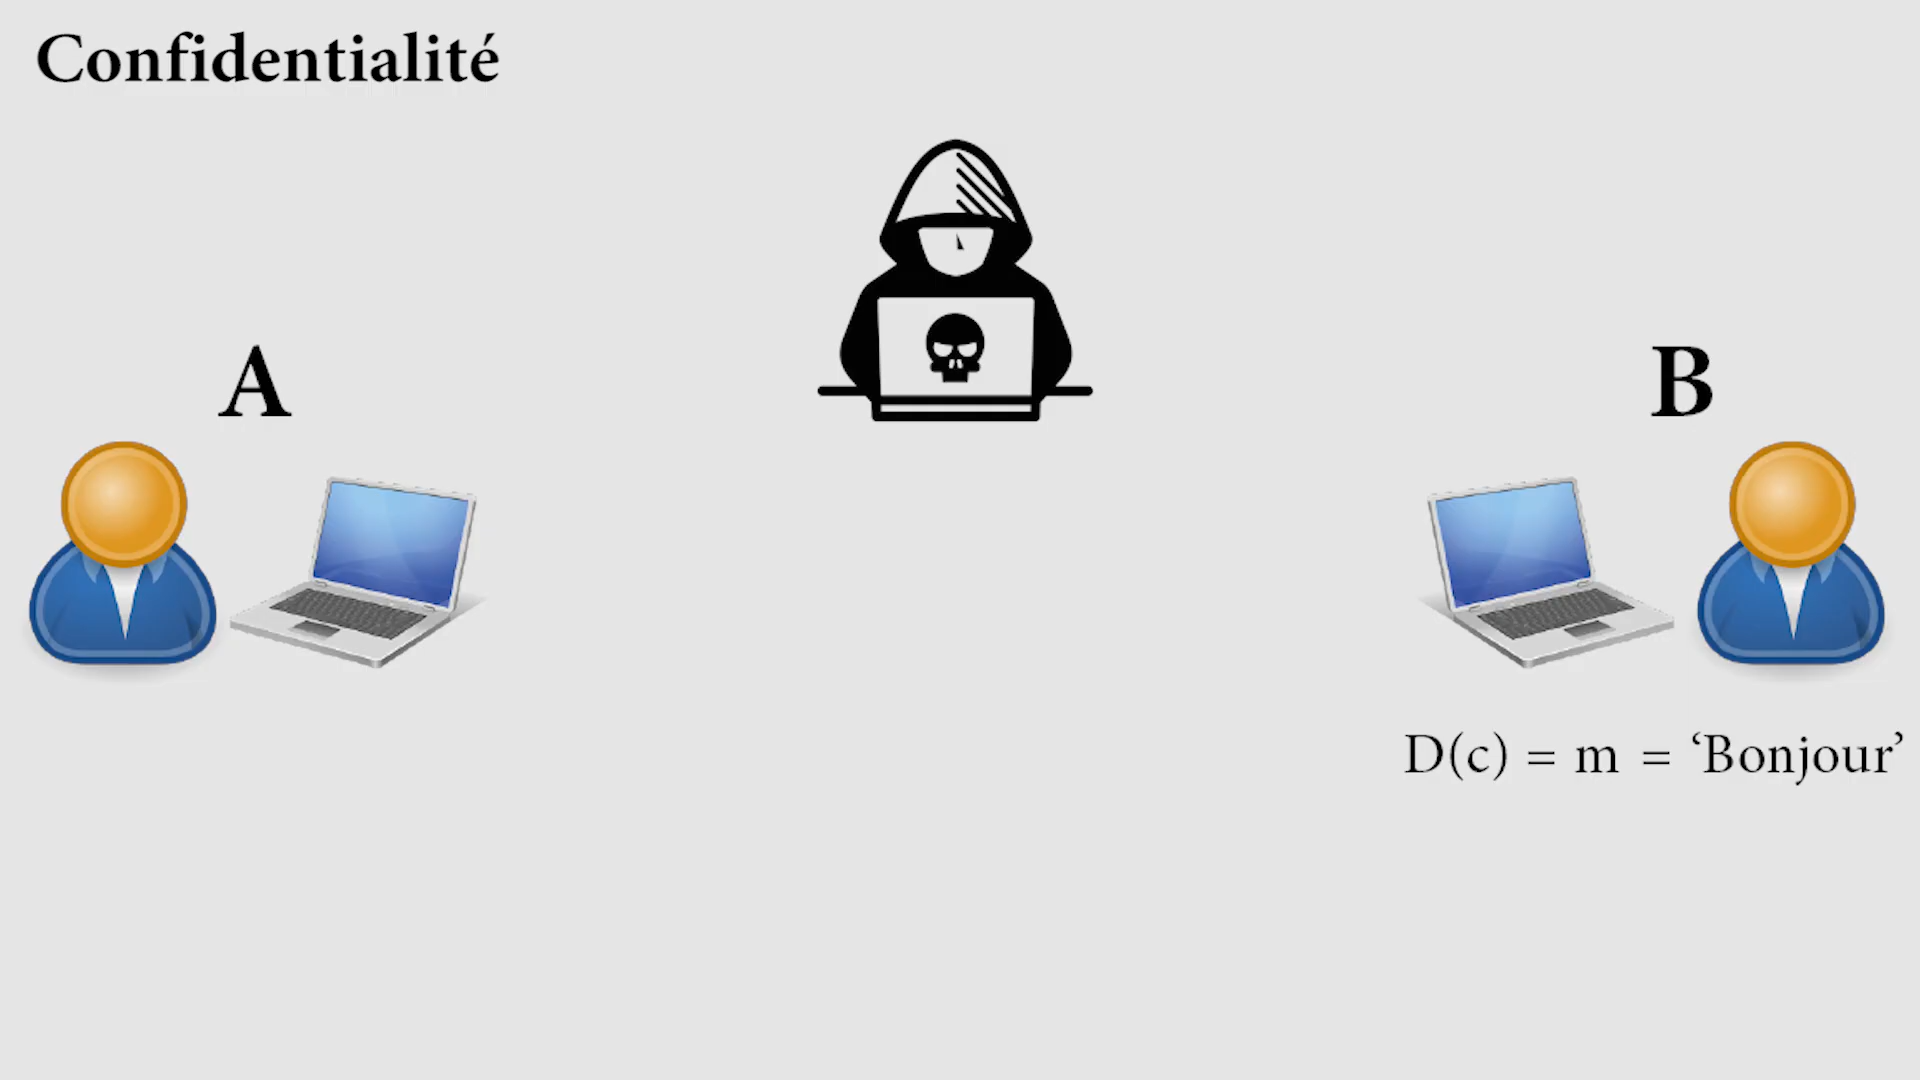 Confidentialité
A
B
D(c) = m = ‘Bonjour’